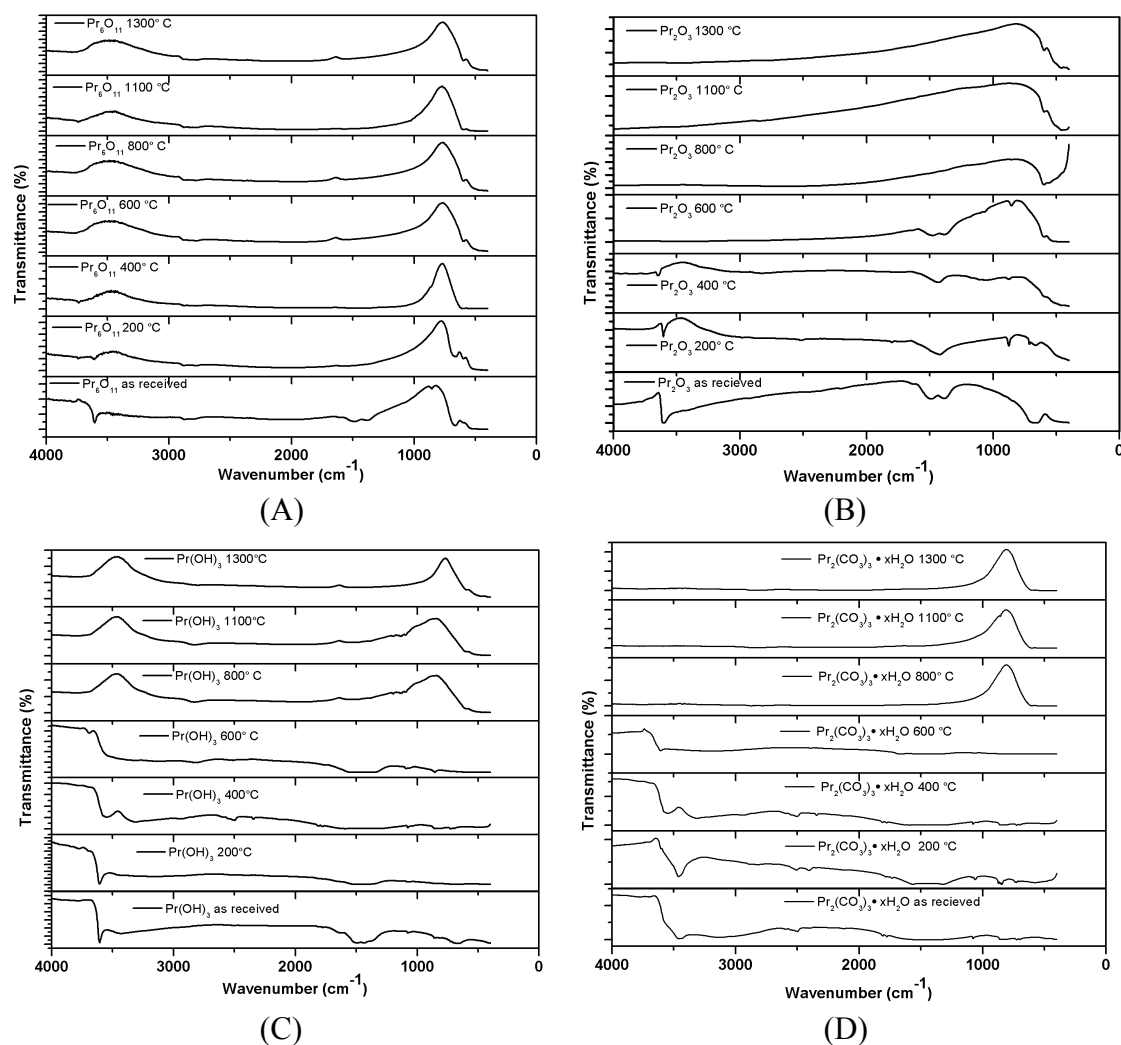 Transmittance (%)
Pr6O11 1300° C
Pr6O11 1100 °C
Pr6O11 800° C
Pr6O11 600 °C
Pr6O11 400° C
Pr6O11 200 °C
Pr6O11 as received
4000 3000 2000 1000 0
Wavenumber (cm-1)
(A)
Transmittance (%)
Pr2O3 1300 °C
Pr2O3 1100° C
Pr2O3 800° C
Pr2O3 600 °C
Pr2O3 400° C
Pr2O3 200° C
Pr2O3 as recieved
4000 3000 2000 1000 0
Wavenumber (cm-1)
(B)
Transmittance (%)
Pr(OH)3 1300°C
Pr(OH)3 1100°C
Pr(OH)3 800° C
Pr(OH)3 600° C
Pr(OH)3 400°C
Pr(OH)3 200°C
Pr(OH)3 as received
4000 3000 2000 1000 0
Wavenumber (cm-1)
(C)
Transmittance (%)
Pr2(CO3)3 • xH2O 1300 °C
Pr2(CO3)3 • xH2O 1100° C
Pr2(CO3)3 • xH2O 800° C
Pr2(CO3)3 • xH2O 600 °C
Pr2(CO3)3 • xH2O 400 °C
Pr2(CO3)3 • xH2O 200 °C
Pr2(CO3)3 • xH2O as recieved
4000 3000 2000 1000 0
Wavenumber (cm-1)
(D)